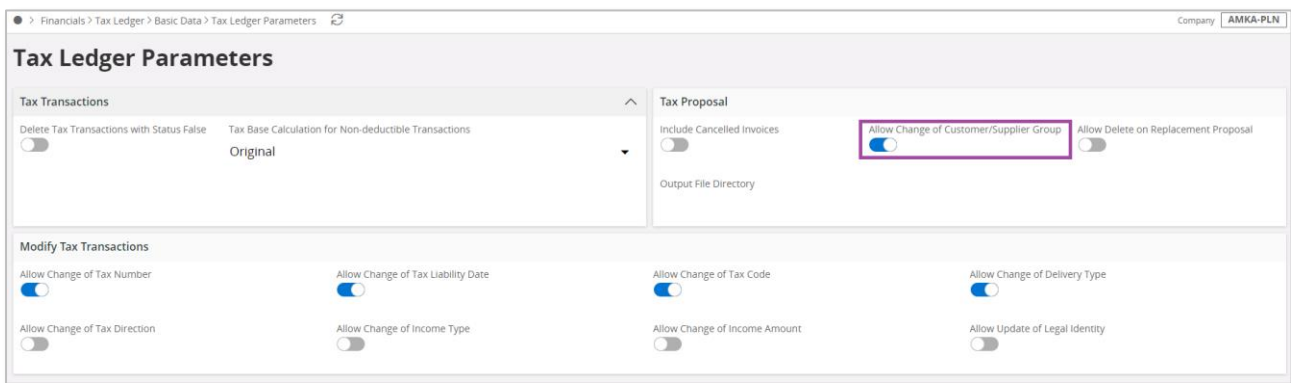 > Financials > Tax Ledger > Basic Data > Tax Ledger Parameters
Company AMKA-PLN
Tax Ledger Parameters
Tax Transactions
Delete Tax Transactions with Status False Tax Base Calculation for Non-deductible Transactions
Original
Tax Proposal
Include Cancelled Invoices Allow Change of Customer/Supplier Group Allow Delete on Replacement Proposal
Output File Directory
Modify Tax Transactions
Allow Change of Tax Number Allow Change of Tax Liability Date Allow Change of Tax Code Allow Change of Delivery Type
Allow Change of Tax Direction Allow Change of Income Type Allow Change of Income Amount Allow Update of Legal Identity